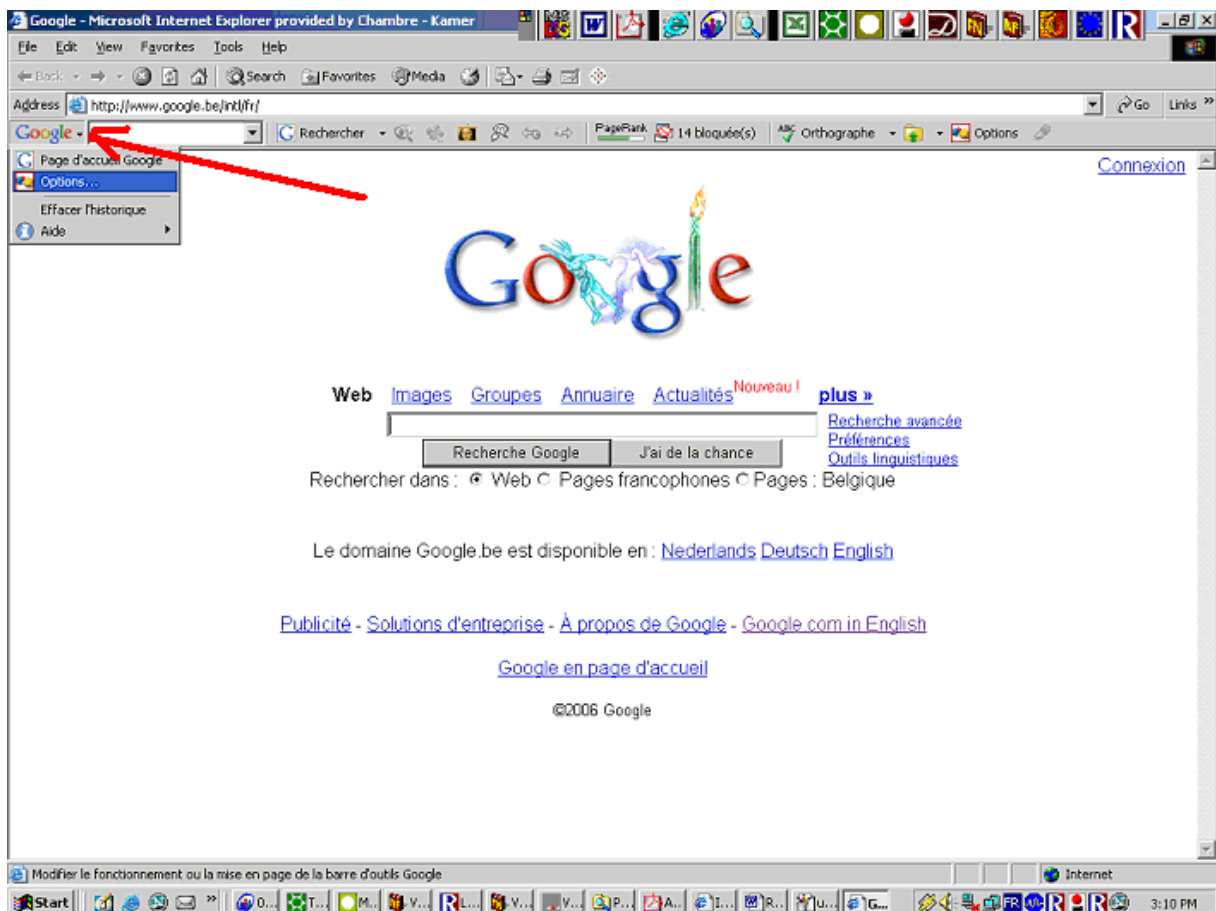 Google - Microsoft Internet Explorer provided by Chambre - Kamer
File Edit View Favorites Tools Help
Back Search Favorites Media
Address http://www.google.be/intl/fr/ Go Links »
Google Rechercher PageRank 14 bloquée(s) ABC Orthographe Options
Page d'accueil Google
Options...
Effacer l'historique
Aide
Connexion
Google
Web Images Groupes Annuaire Actualités Nouveau ! plus »
Recherche avancée
Préférences
Outils linguistiques
Recherche Google J'ai de la chance
Rechercher dans : Web Pages francophones Pages : Belgique
Le domaine Google.be est disponible en : Nederlands Deutsch English
Publicité - Solutions d'entreprise - À propos de Google - Google.com in English
Google en page d'accueil
©2006 Google
Modifier le fonctionnement ou la mise en page de la barre d'outils Google Internet
Start » O... T... M... V... L... V... V... P... A... I... R... u... G... FR 3:10 PM